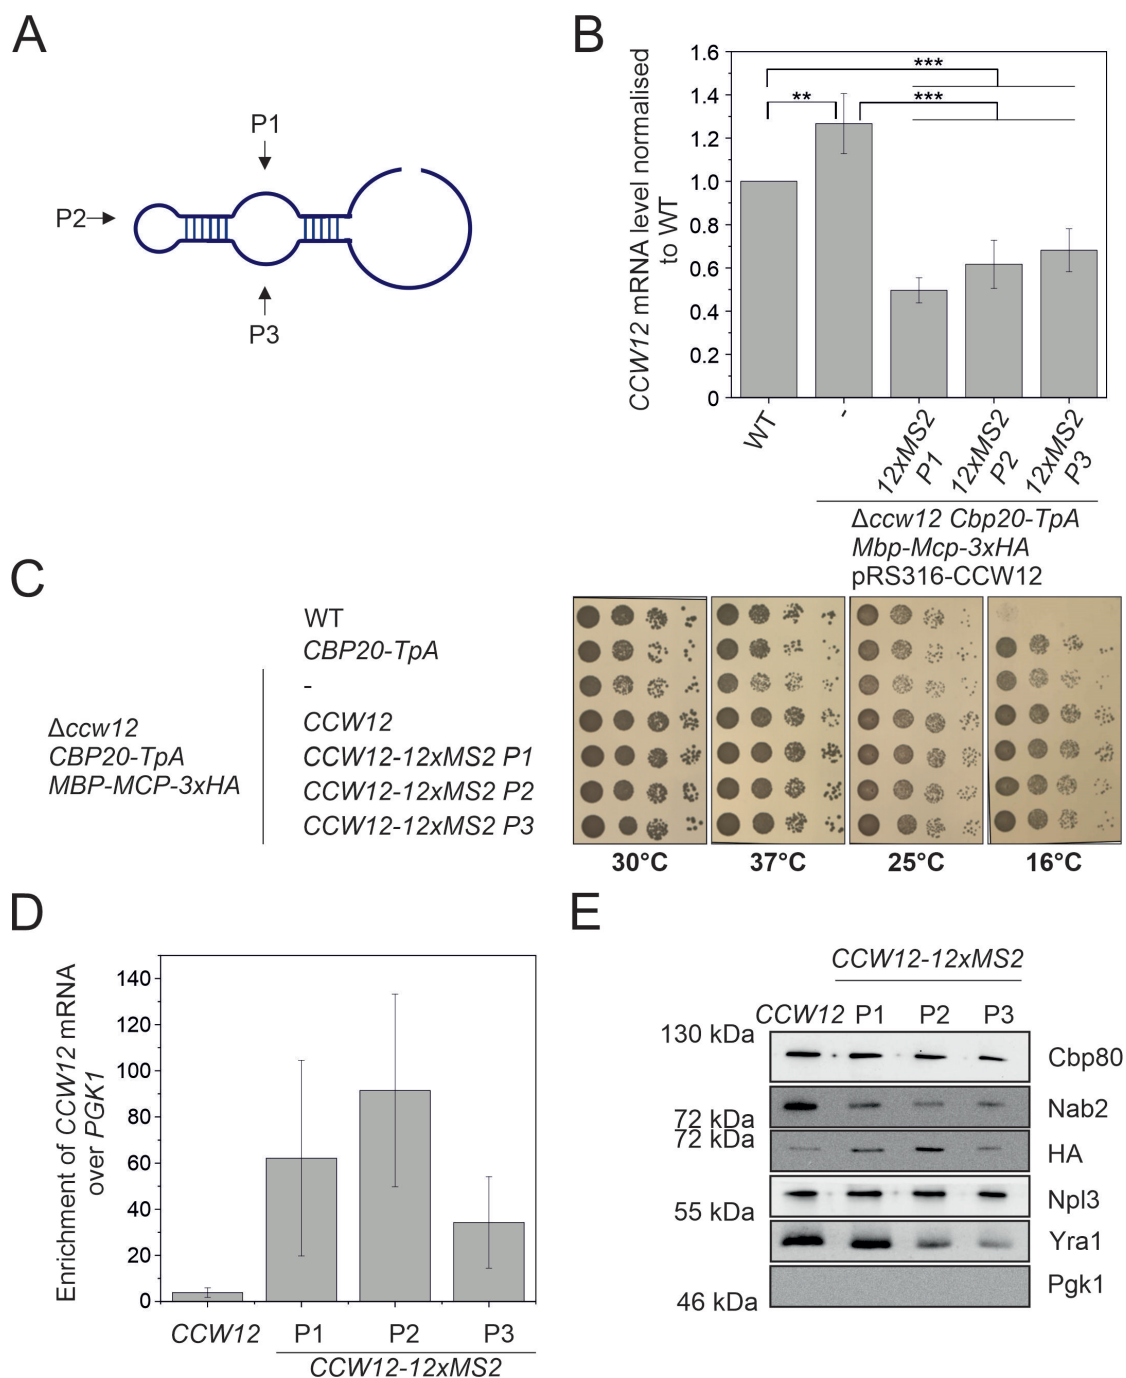 A
P1
P2
P3
B
CCW12 mRNA level normalised
to WT
1.6
1.4
1.2
1.0
0.8
0.6
0.4
0.2
0
***
**
***
WT
-
12xMS2
P1
12xMS2
P2
12xMS2
P3
Δccw12 Cbp20-TpA
Mbp-Mcp-3xHA
pRS316-CCW12
C
WT
CBP20-TpA
-
CCW12
CCW12-12xMS2 P1
CCW12-12xMS2 P2
CCW12-12xMS2 P3
Δccw12
CBP20-TpA
MBP-MCP-3xHA
30°C
37°C
25°C
16°C
D
Enrichment of CCW12 mRNA
over PGK1
140
120
100
80
60
40
20
0
CCW12
P1
P2
P3
CCW12-12xMS2
E
CCW12-12xMS2
CCW12
P1
P2
P3
130 kDa
72 kDa
72 kDa
55 kDa
46 kDa
Cbp80
Nab2
HA
Npl3
Yra1
Pgk1